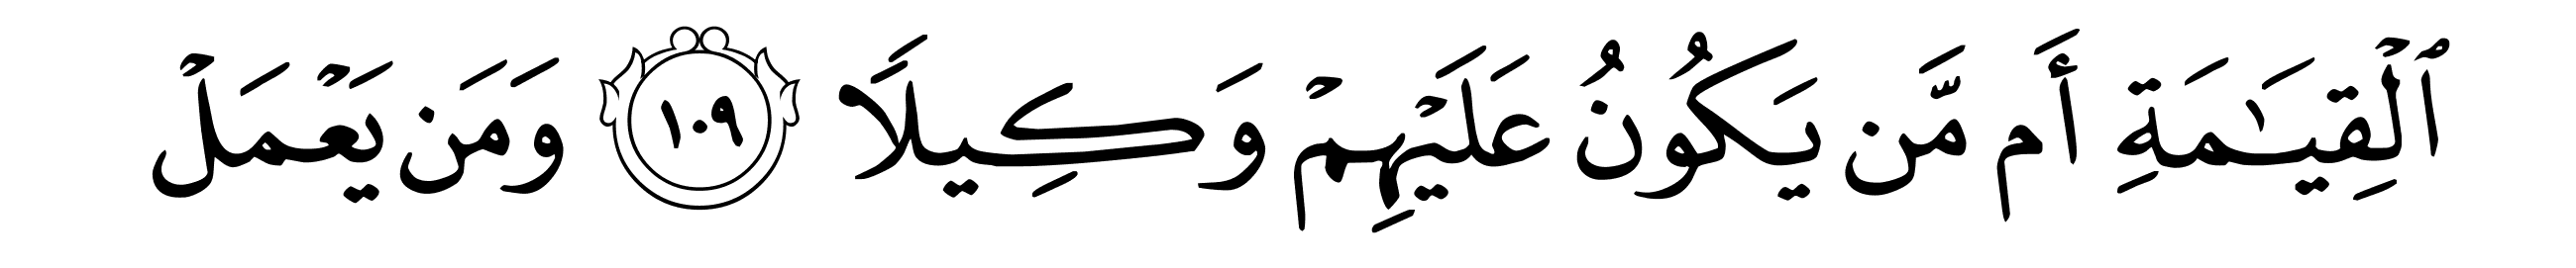 ٱلْقِيَـٰمَةِ أَم مَّن يَكُونُ عَلَيْهِمْ وَكِيلًا ١٠٩ وَمَن يَعْمَلْ